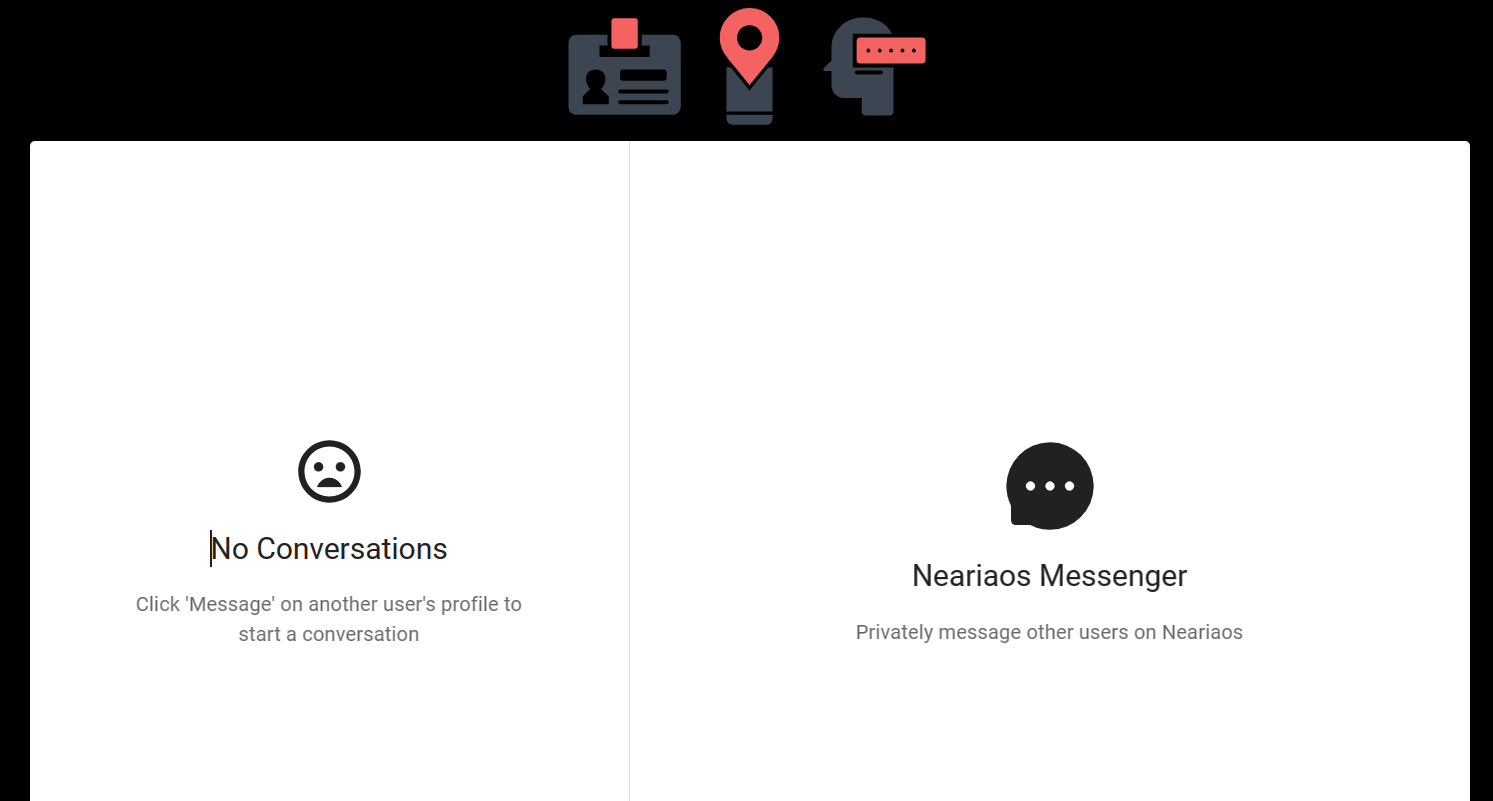 No Conversations
Click 'Message' on another user's profile to
start a conversation
Neariaos Messenger
Privately message other users on Neariaos